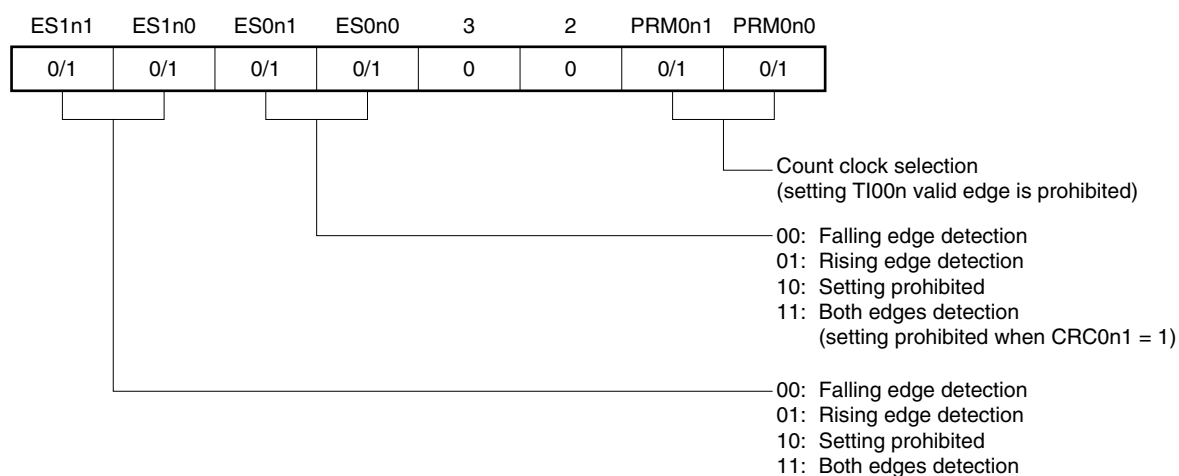 ES1n1 ES1n0 ES0n1 ES0n0 3 2 PRM0n1 PRM0n0
0/1 0/1 0/1 0/1 0 0 0/1 0/1
Count clock selection
(setting TI00n valid edge is prohibited)
00: Falling edge detection
01: Rising edge detection
10: Setting prohibited
11: Both edges detection
(setting prohibited when CRC0n1 = 1)
00: Falling edge detection
01: Rising edge detection
10: Setting prohibited
11: Both edges detection